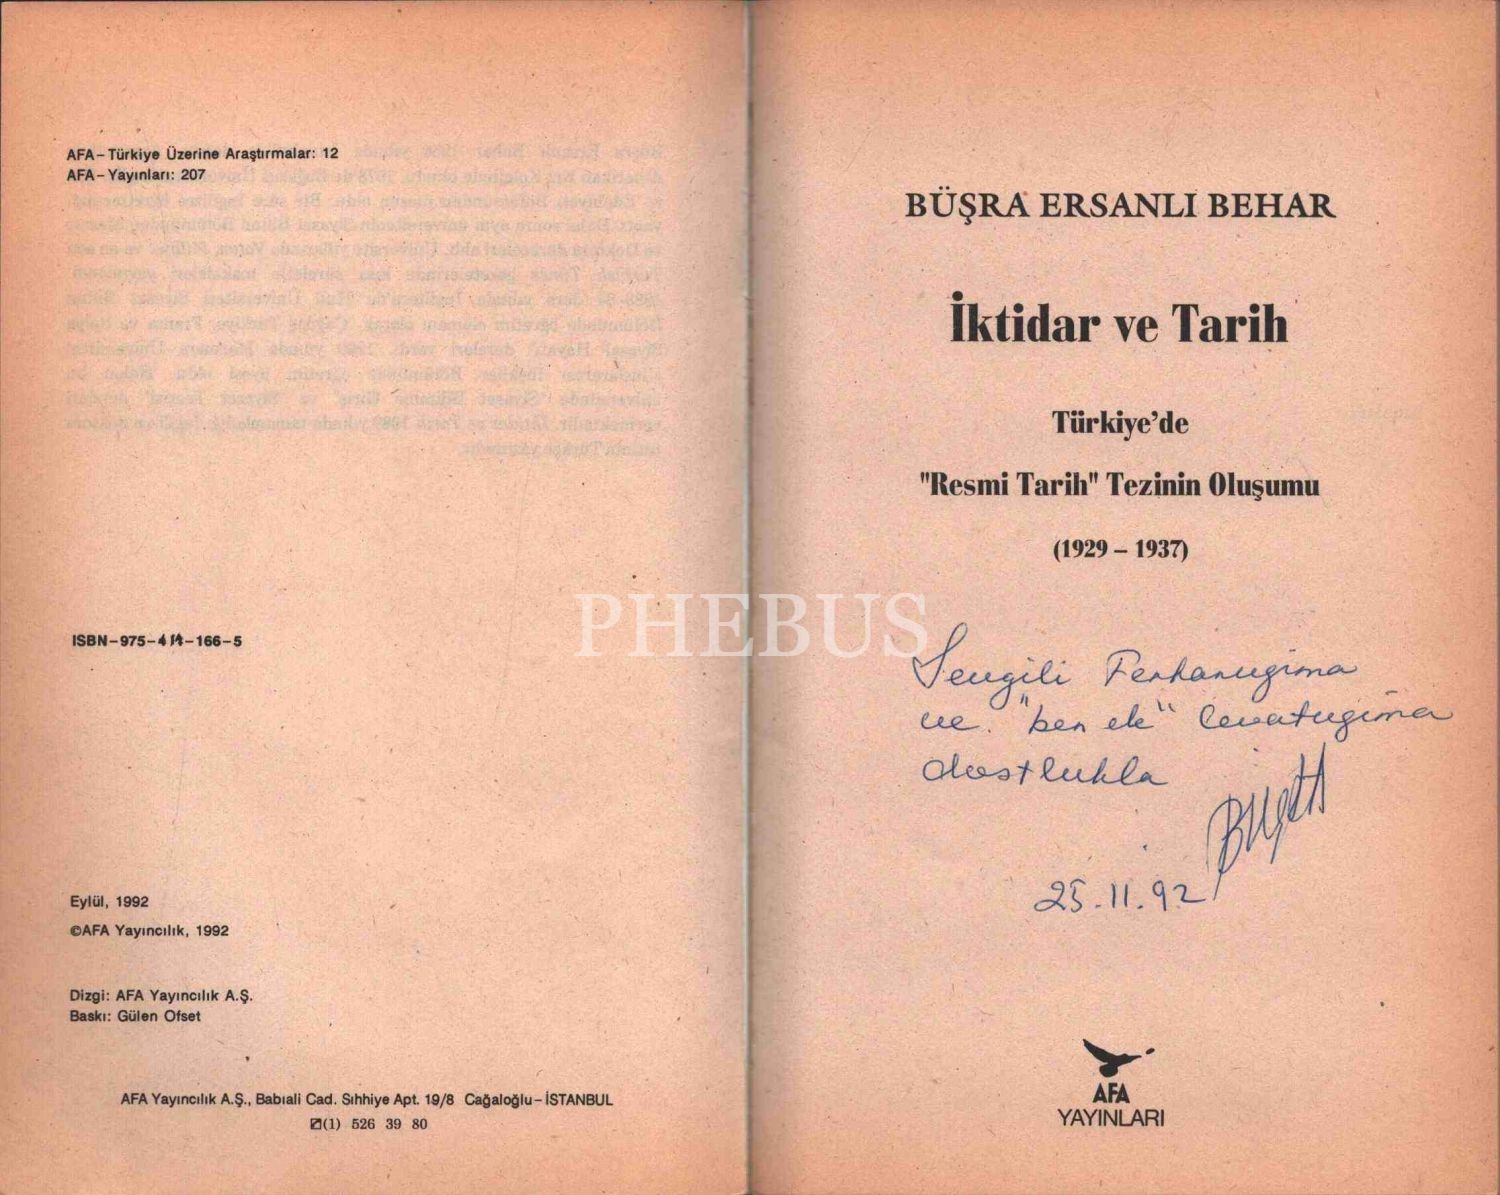 AFA-Türkiye Üzerine Araştırmalar: 12
AFA-Yayınları: 207
ISBN-975-414-166-5
Eylül, 1992
©AFA Yayıncılık, 1992
Dizgi: AFA Yayıncılık A.Ş.
Baskı: Gülen Ofset
AFA Yayıncılık A.Ş., Babıali Cad. Sıhhiye Apt. 19/8 Cağaloğlu-İSTANBUL
(1) 526 39 80
PHEBUS
BÜŞRA ERSANLI BEHAR
İktidar ve Tarih
Türkiye'de
"Resmi Tarih" Tezinin Oluşumu
(1929 – 1937)
Sevgili Ferhanuğima
ve "ben ek" Cevatuğima
dostlukla
25.11.92
AFA
YAYINLARI